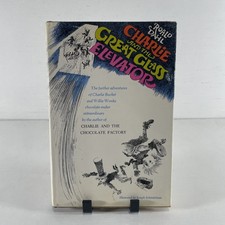 ROALD
DAHL
CHARLIE
AND THE
GREAT GLASS
ELEVATOR
The further adventures
of Charlie Bucket
and Willy Wonka
chocolate-maker
extraordinary
by the author of
CHARLIE AND THE
CHOCOLATE FACTORY